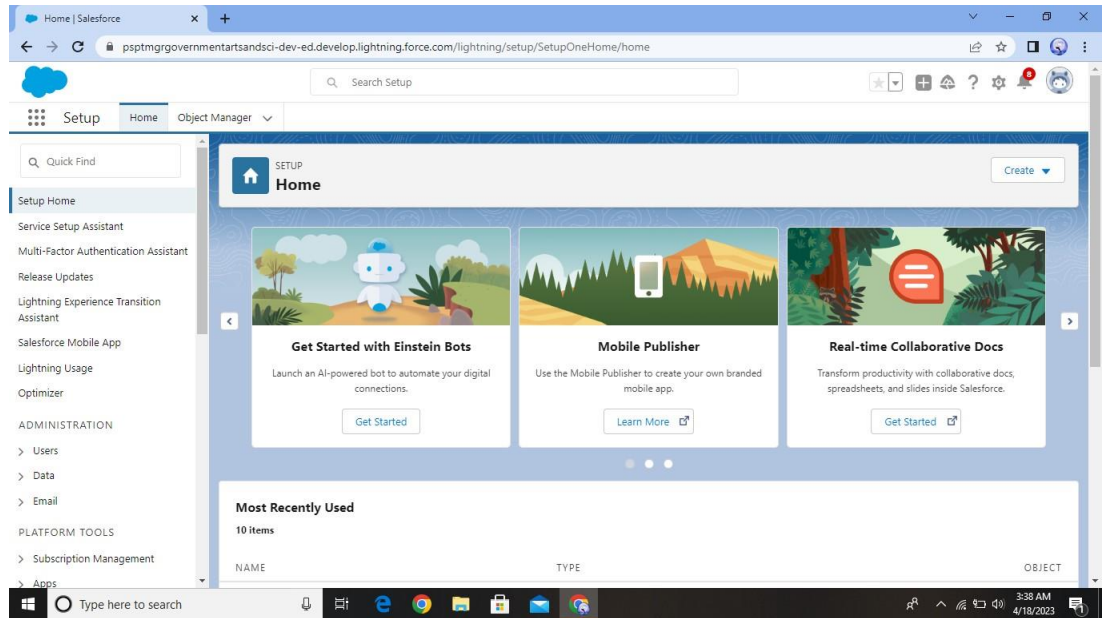 Home | Salesforce
psptmgrgovernmentartsandsci-dev-ed.develop.lightning.force.com/lightning/setup/SetupOneHome/home
Search Setup
8
Setup
Home
Object Manager
Quick Find
Setup Home
Service Setup Assistant
Multi-Factor Authentication Assistant
Release Updates
Lightning Experience Transition
Assistant
Salesforce Mobile App
Lightning Usage
Optimizer
ADMINISTRATION
Users
Data
Email
PLATFORM TOOLS
Subscription Management
Apps
SETUP
Home
Create
Get Started with Einstein Bots
Launch an AI-powered bot to automate your digital
connections.
Get Started
Mobile Publisher
Use the Mobile Publisher to create your own branded
mobile app.
Learn More
Real-time Collaborative Docs
Transform productivity with collaborative docs,
spreadsheets, and slides inside Salesforce.
Get Started
Most Recently Used
10 items
NAME TYPE OBJECT
Type here to search
3:38 AM
4/18/2023
1